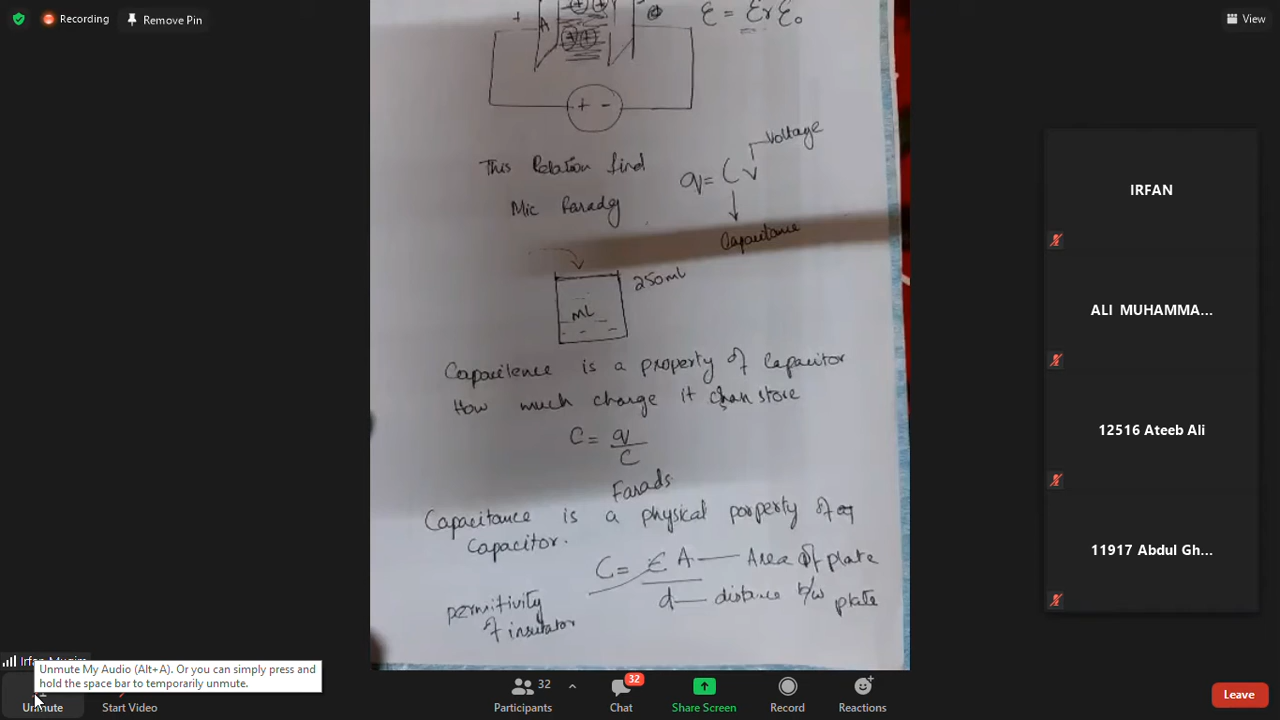 Recording
Remove Pin
View
+ A
ε = εr ε0
+ -
This Relation find
Mic Faradey
q = C v
Voltage
Capacitance
250ml
ML
Capacitence is a property of Capacitor
How much charge it chan store
C = q
C
Farads
Capacitance is a physical porperty of
Capacitor.
C = ε A Area of plate
d distance b/w plate
permitivity
of insulator
IRFAN
ALI MUHAMMA...
12516 Ateeb Ali
11917 Abdul Gh...
Irfan Muqim
Unmute My Audio (Alt+A). Or you can simply press and
hold the space bar to temporarily unmute.
Unmute
Start Video
32
Participants
32
Chat
Share Screen
Record
Reactions
Leave